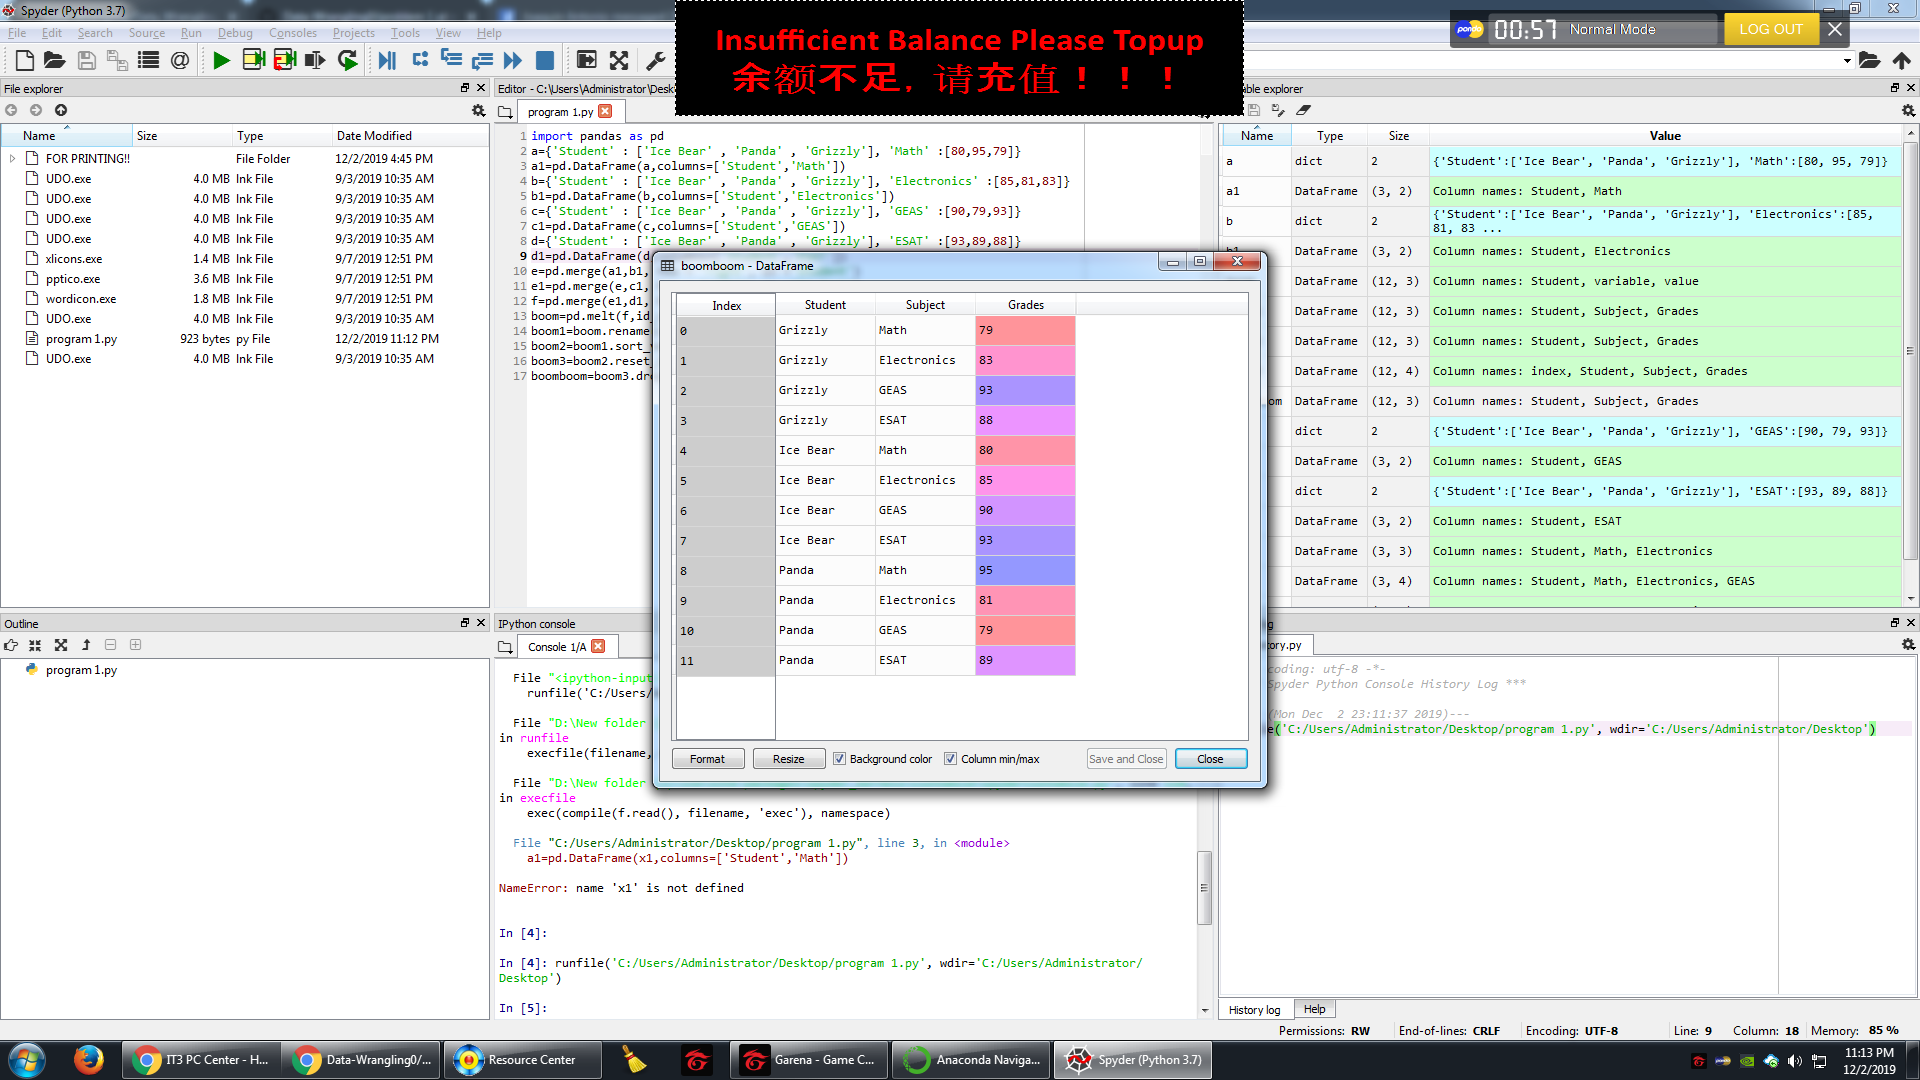 Spyder (Python 3.7)
File Edit Search Source Run Debug Consoles Projects Tools View Help
Insufficient Balance Please Topup
余额不足, 请充值！！！
panda 00:57 Normal Mode LOG OUT
File explorer
Name Size Type Date Modified
FOR PRINTING!! File Folder 12/2/2019 4:45 PM
UDO.exe 4.0 MB lnk File 9/3/2019 10:35 AM
UDO.exe 4.0 MB lnk File 9/3/2019 10:35 AM
UDO.exe 4.0 MB lnk File 9/3/2019 10:35 AM
UDO.exe 4.0 MB lnk File 9/3/2019 10:35 AM
xlicons.exe 1.4 MB lnk File 9/7/2019 12:51 PM
pptico.exe 3.6 MB lnk File 9/7/2019 12:51 PM
wordicon.exe 1.8 MB lnk File 9/7/2019 12:51 PM
UDO.exe 4.0 MB lnk File 9/3/2019 10:35 AM
program 1.py 923 bytes py File 12/2/2019 11:12 PM
UDO.exe 4.0 MB lnk File 9/3/2019 10:35 AM
Outline
program 1.py
Editor - C:\Users\Administrator\Desk
program 1.py
1 import pandas as pd
2 a={'Student' : ['Ice Bear' , 'Panda' , 'Grizzly'], 'Math' :[80,95,79]}
3 a1=pd.DataFrame(a,columns=['Student','Math'])
4 b={'Student' : ['Ice Bear' , 'Panda' , 'Grizzly'], 'Electronics' :[85,81,83]}
5 b1=pd.DataFrame(b,columns=['Student','Electronics'])
6 c={'Student' : ['Ice Bear' , 'Panda' , 'Grizzly'], 'GEAS' :[90,79,93]}
7 c1=pd.DataFrame(c,columns=['Student','GEAS'])
8 d={'Student' : ['Ice Bear' , 'Panda' , 'Grizzly'], 'ESAT' :[93,89,88]}
9 d1=pd.DataFrame(d
10 e=pd.merge(a1,b1,
11 e1=pd.merge(e,c1,
12 f=pd.merge(e1,d1,
13 boom=pd.melt(f,id_
14 boom1=boom.rename
15 boom2=boom1.sort_
16 boom3=boom2.reset_
17 boomboom=boom3.dr
boomboom - DataFrame
Index Student Subject Grades
0 Grizzly Math 79
1 Grizzly Electronics 83
2 Grizzly GEAS 93
3 Grizzly ESAT 88
4 Ice Bear Math 80
5 Ice Bear Electronics 85
6 Ice Bear GEAS 90
7 Ice Bear ESAT 93
8 Panda Math 95
9 Panda Electronics 81
10 Panda GEAS 79
11 Panda ESAT 89
Format Resize Background color Column min/max Save and Close Close
able explorer
Name Type Size Value
a dict 2 {'Student':['Ice Bear', 'Panda', 'Grizzly'], 'Math':[80, 95, 79]}
a1 DataFrame (3, 2) Column names: Student, Math
b dict 2 {'Student':['Ice Bear', 'Panda', 'Grizzly'], 'Electronics':[85,
81, 83 ...
b1 DataFrame (3, 2) Column names: Student, Electronics
DataFrame (12, 3) Column names: Student, variable, value
DataFrame (12, 3) Column names: Student, Subject, Grades
DataFrame (12, 3) Column names: Student, Subject, Grades
DataFrame (12, 4) Column names: index, Student, Subject, Grades
om DataFrame (12, 3) Column names: Student, Subject, Grades
dict 2 {'Student':['Ice Bear', 'Panda', 'Grizzly'], 'GEAS':[90, 79, 93]}
DataFrame (3, 2) Column names: Student, GEAS
dict 2 {'Student':['Ice Bear', 'Panda', 'Grizzly'], 'ESAT':[93, 89, 88]}
DataFrame (3, 2) Column names: Student, ESAT
DataFrame (3, 3) Column names: Student, Math, Electronics
DataFrame (3, 4) Column names: Student, Math, Electronics, GEAS
IPython console
Console 1/A
File "<ipython-input
runfile('C:/Users/
File "D:\New folder
in runfile
execfile(filename,
File "D:\New folder
in execfile
exec(compile(f.read(), filename, 'exec'), namespace)
File "C:/Users/Administrator/Desktop/program 1.py", line 3, in <module>
a1=pd.DataFrame(x1,columns=['Student','Math'])
NameError: name 'x1' is not defined
In [4]:
In [4]: runfile('C:/Users/Administrator/Desktop/program 1.py', wdir='C:/Users/Administrator/
Desktop')
In [5]:
g
ory.py
coding: utf-8 -*-
Spyder Python Console History Log ***
(Mon Dec 2 23:11:37 2019)---
e('C:/Users/Administrator/Desktop/program 1.py', wdir='C:/Users/Administrator/Desktop')
History log Help
Permissions: RW End-of-lines: CRLF Encoding: UTF-8 Line: 9 Column: 18 Memory: 85 %
IT3 PC Center - H... Data-Wrangling0/... Resource Center Garena - Game C... Anaconda Naviga... Spyder (Python 3.7)
11:13 PM
12/2/2019